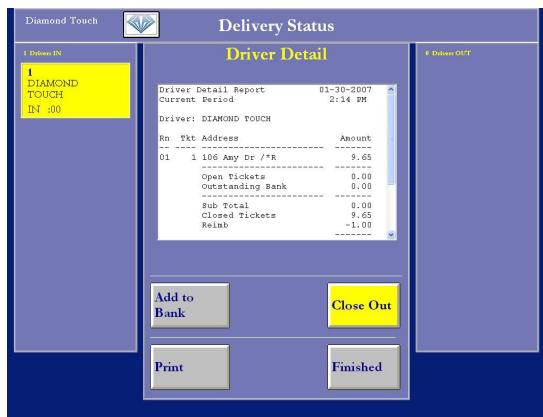 Diamond Touch
Delivery Status
1 Drivers IN
1
DIAMOND
TOUCH
IN :00
Driver Detail
Driver Detail Report 01-30-2007
Current Period 2:14 PM
Driver: DIAMOND TOUCH
Rn Tkt Address Amount
-- ---- ----------------------- -------
01 1 106 Amy Dr /*R 9.65
----------------------- -------
Open Tickets 0.00
Outstanding Bank 0.00
----------------------- -------
Sub Total 0.00
Closed Tickets 9.65
Reimb -1.00
-------
Add to
Bank
Close Out
Print
Finished
0 Drivers OUT